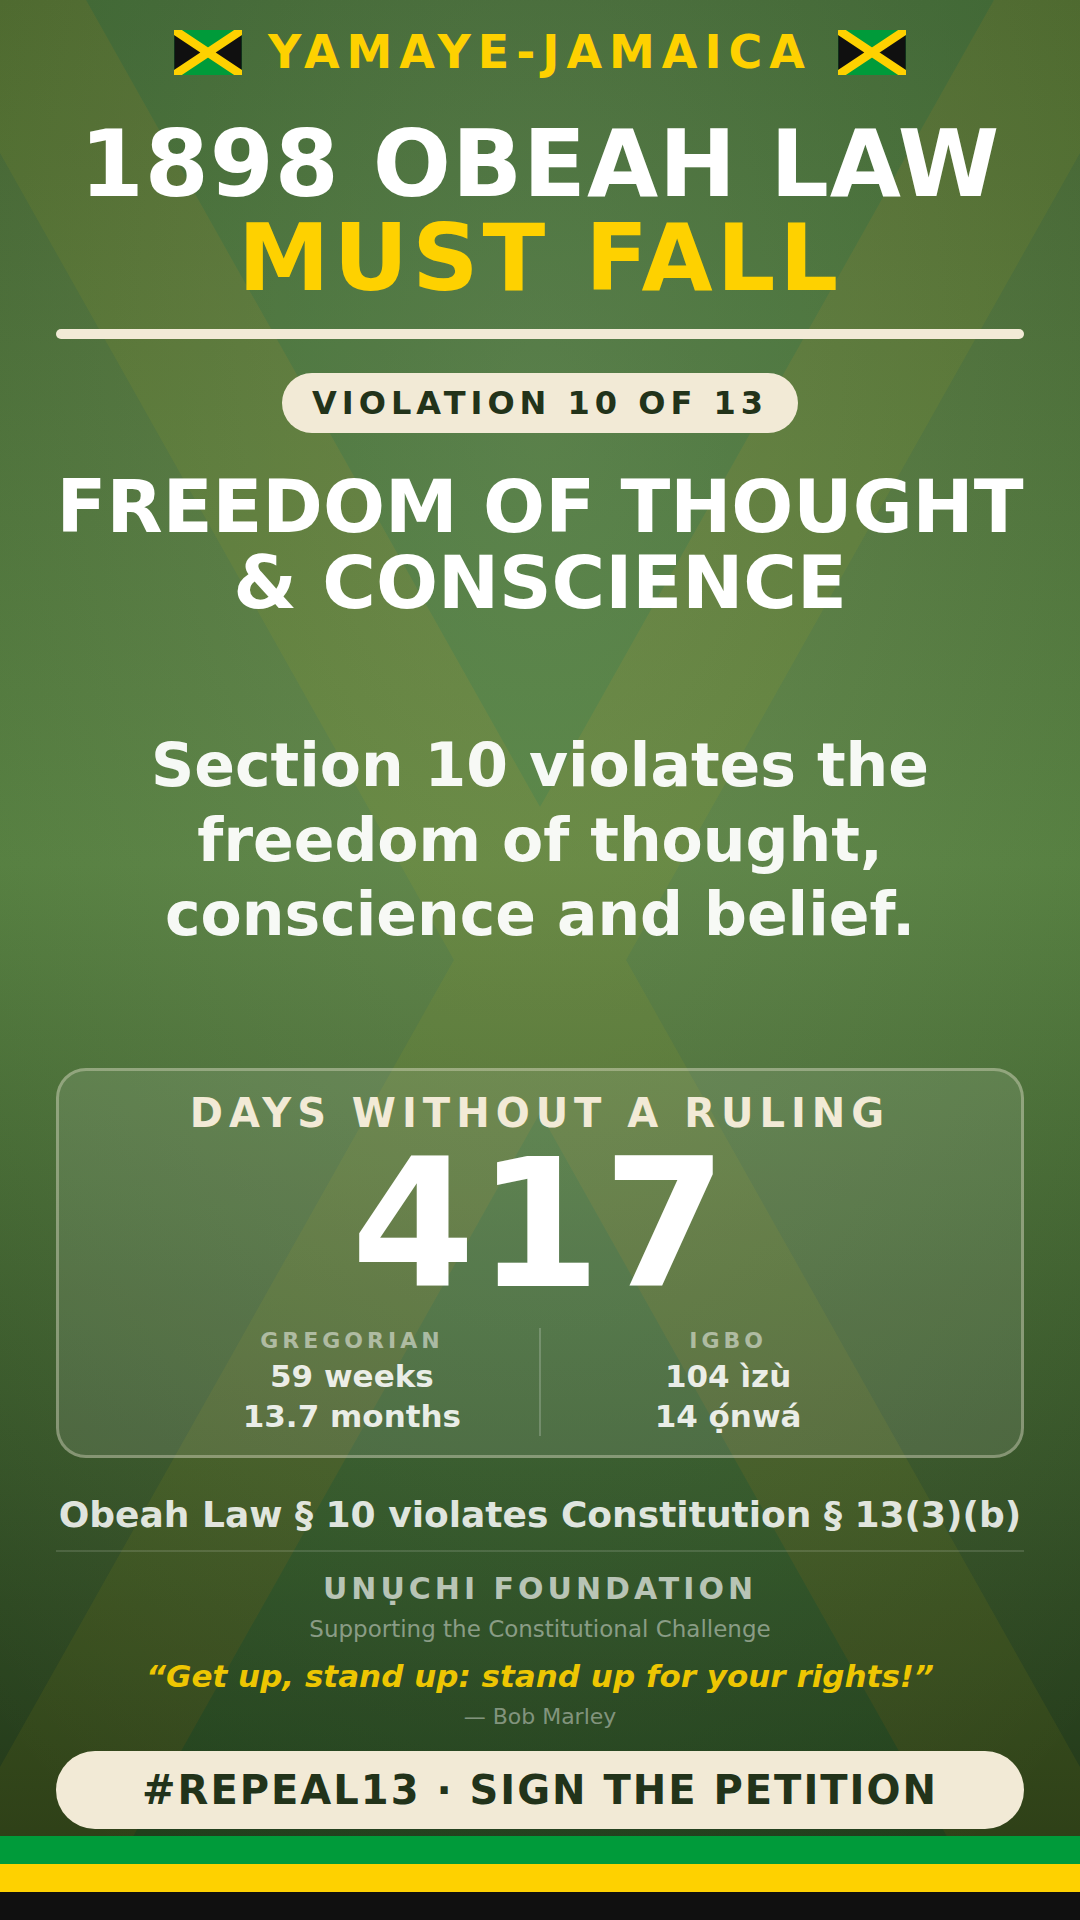 YAMAYE-JAMAICA
1898 OBEAH LAW
MUST FALL
VIOLATION 10 OF 13
FREEDOM OF THOUGHT
& CONSCIENCE
Section 10 violates the
freedom of thought,
conscience and belief.
DAYS WITHOUT A RULING
417
GREGORIAN
59 weeks
13.7 months
IGBO
104 ìzù
14 ọ́nwá
Obeah Law § 10 violates Constitution § 13(3)(b)
UNỤCHI FOUNDATION
Supporting the Constitutional Challenge
“Get up, stand up: stand up for your rights!”
— Bob Marley
#REPEAL13 · SIGN THE PETITION